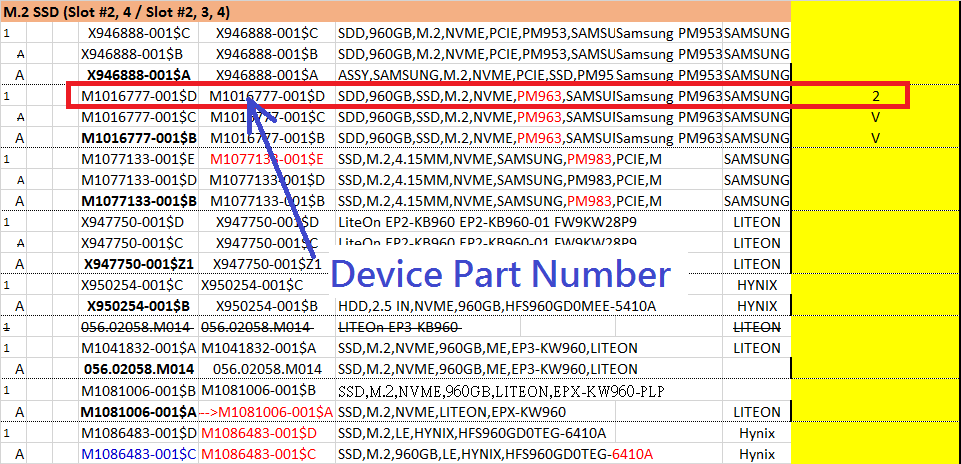 M.2 SSD (Slot #2, 4 / Slot #2, 3, 4)
1 X946888-001$C X946888-001$C SDD,960GB,M.2,NVME,PCIE,PM953,SAMSU Samsung PM953 SAMSUNG
A X946888-001$B X946888-001$B SDD,960GB,M.2,NVME,PCIE,PM953,SAMSU Samsung PM953 SAMSUNG
A X946888-001$A X946888-001$A ASSY,SAMSUNG,M.2,NVME,PCIE,SSD,PM95 Samsung PM953 SAMSUNG
1 M1016777-001$D M1016777-001$D SDD,960GB,SSD,M.2,NVME,PM963,SAMSUI Samsung PM963 SAMSUNG 2
A M1016777-001$C M1016777-001$C SDD,960GB,SSD,M.2,NVME,PM963,SAMSUI Samsung PM963 SAMSUNG V
A M1016777-001$B M1016777-001$B SDD,960GB,SSD,M.2,NVME,PM963,SAMSUI Samsung PM963 SAMSUNG V
1 M1077133-001$E M1077133-001$E SSD,M.2,4.15MM,NVME,SAMSUNG,PM983,PCIE,M SAMSUNG
A M1077133-001$D M1077133-001$D SSD,M.2,4.15MM,NVME,SAMSUNG,PM983,PCIE,M SAMSUNG
A M1077133-001$B M1077133-001$B SSD,M.2,4.15MM,NVME,SAMSUNG,PM983,PCIE,M SAMSUNG
1 X947750-001$D X947750-001$D LiteOn EP2-KB960 EP2-KB960-01 FW9KW28P9 LITEON
A X947750-001$C X947750-001$C LiteOn EP2-KB960 EP2-KB960-01 FW9KW28P9 LITEON
A X947750-001$Z1 X947750-001$Z1 LITEON
Device Part Number
1 X950254-001$C X950254-001$C HYNIX
A X950254-001$B X950254-001$B HDD,2.5 IN,NVME,960GB,HFS960GD0MEE-5410A HYNIX
1 056.02058.M014 056.02058.M014 LITEOn EP3-KB960 LITEON
1 M1041832-001$A M1041832-001$A SSD,M.2,NVME,960GB,ME,EP3-KW960,LITEON LITEON
A 056.02058.M014 056.02058.M014 SSD,M.2,NVME,960GB,ME,EP3-KW960,LITEON
1 M1081006-001$B M1081006-001$B SSD,M.2,NVME,960GB,LITEON,EPX-KW960-PLP
A M1081006-001$A --->M1081006-001$A SSD,M.2,NVME,LITEON,EPX-KW960 LITEON
1 M1086483-001$D M1086483-001$D SSD,M.2,LE,HYNIX,HFS960GD0TEG-6410A Hynix
A M1086483-001$C M1086483-001$C SSD,M.2,960GB,LE,HYNIX,HFS960GD0TEG-6410A Hynix